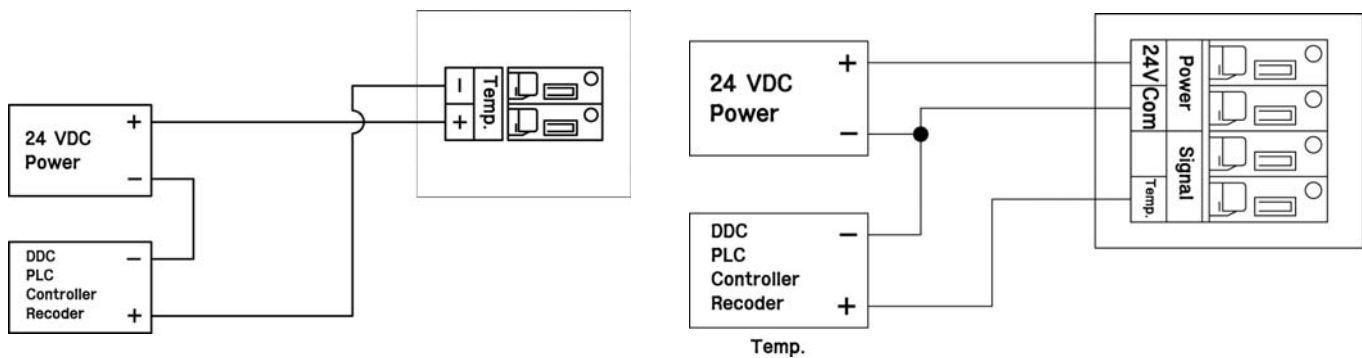 24 VDC
Power
+
−
DDC
PLC
Controller
Recoder
−
+
−
+
Temp.
24 VDC
Power
+
−
DDC
PLC
Controller
Recoder
−
+
Temp.
24V
Com
Power
Signal
Temp.